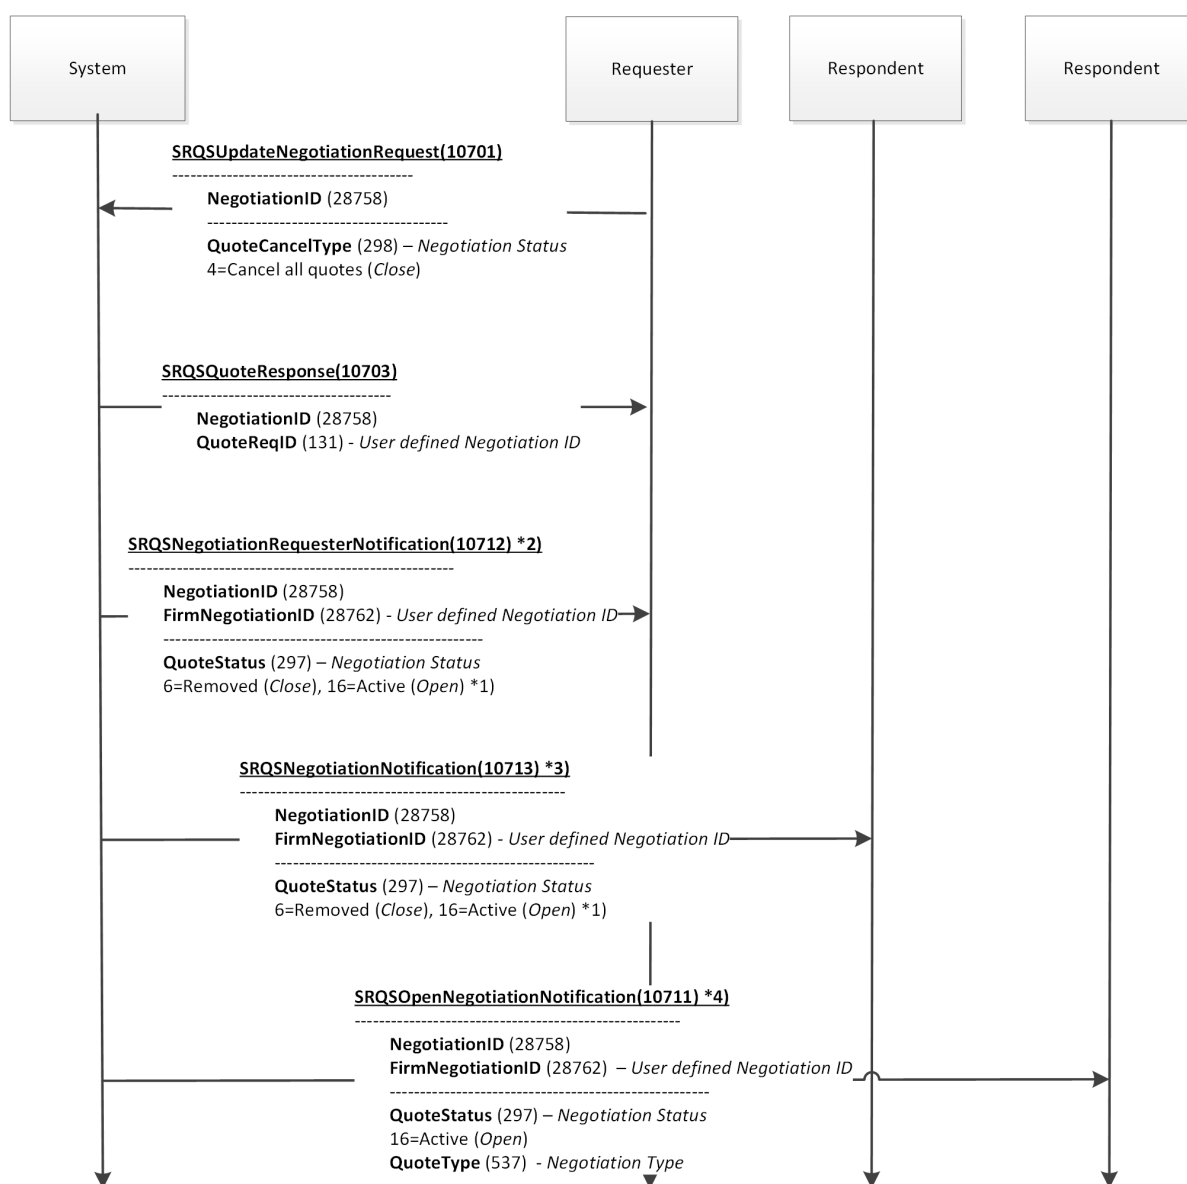 System
Requester
Respondent
Respondent
SRQSUpdateNegotiationRequest(10701)
---------------------------------------
NegotiationID (28758)
---------------------------------------
QuoteCancelType (298) – Negotiation Status
4=Cancel all quotes (Close)
SRQSQuoteResponse(10703)
-------------------------------------
NegotiationID (28758)
QuoteReqID (131) - User defined Negotiation ID
SRQSNegotiationRequesterNotification(10712) *2)
-----------------------------------------------------
NegotiationID (28758)
FirmNegotiationID (28762) - User defined Negotiation ID
----------------------------------------------------
QuoteStatus (297) – Negotiation Status
6=Removed (Close), 16=Active (Open) *1)
SRQSNegotiationNotification(10713) *3)
-----------------------------------------------------
NegotiationID (28758)
FirmNegotiationID (28762) - User defined Negotiation ID
----------------------------------------------------
QuoteStatus (297) – Negotiation Status
6=Removed (Close), 16=Active (Open) *1)
SRQSOpenNegotiationNotification(10711) *4)
-----------------------------------------------------
NegotiationID (28758)
FirmNegotiationID (28762)  – User defined Negotiation ID
----------------------------------------------------
QuoteStatus (297) – Negotiation Status
16=Active (Open)
QuoteType (537)  - Negotiation Type